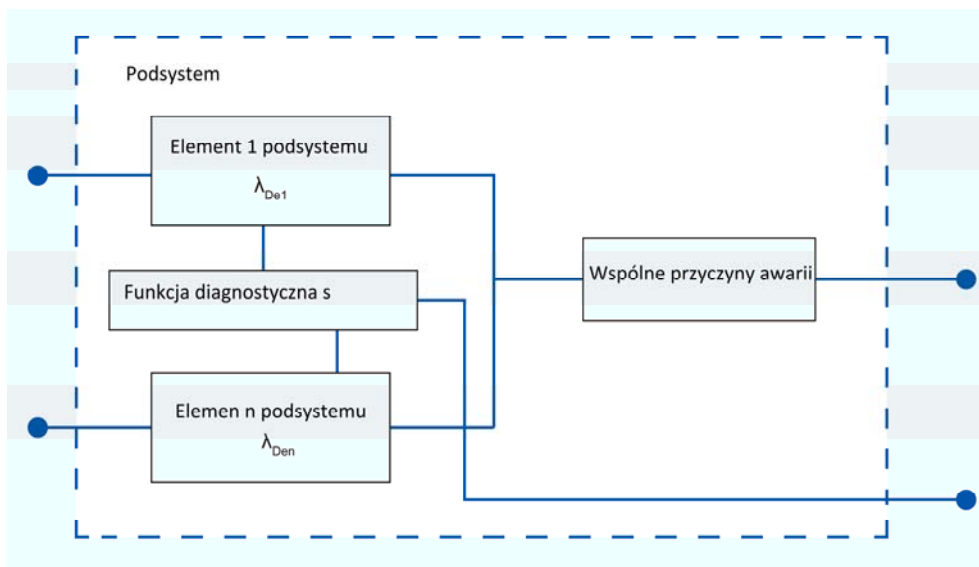 Podsystem
Element 1 podsystemu
λDe1
Wspólne przyczyny awarii
Funkcja diagnostyczna s
Elemen n podsystemu
λDen